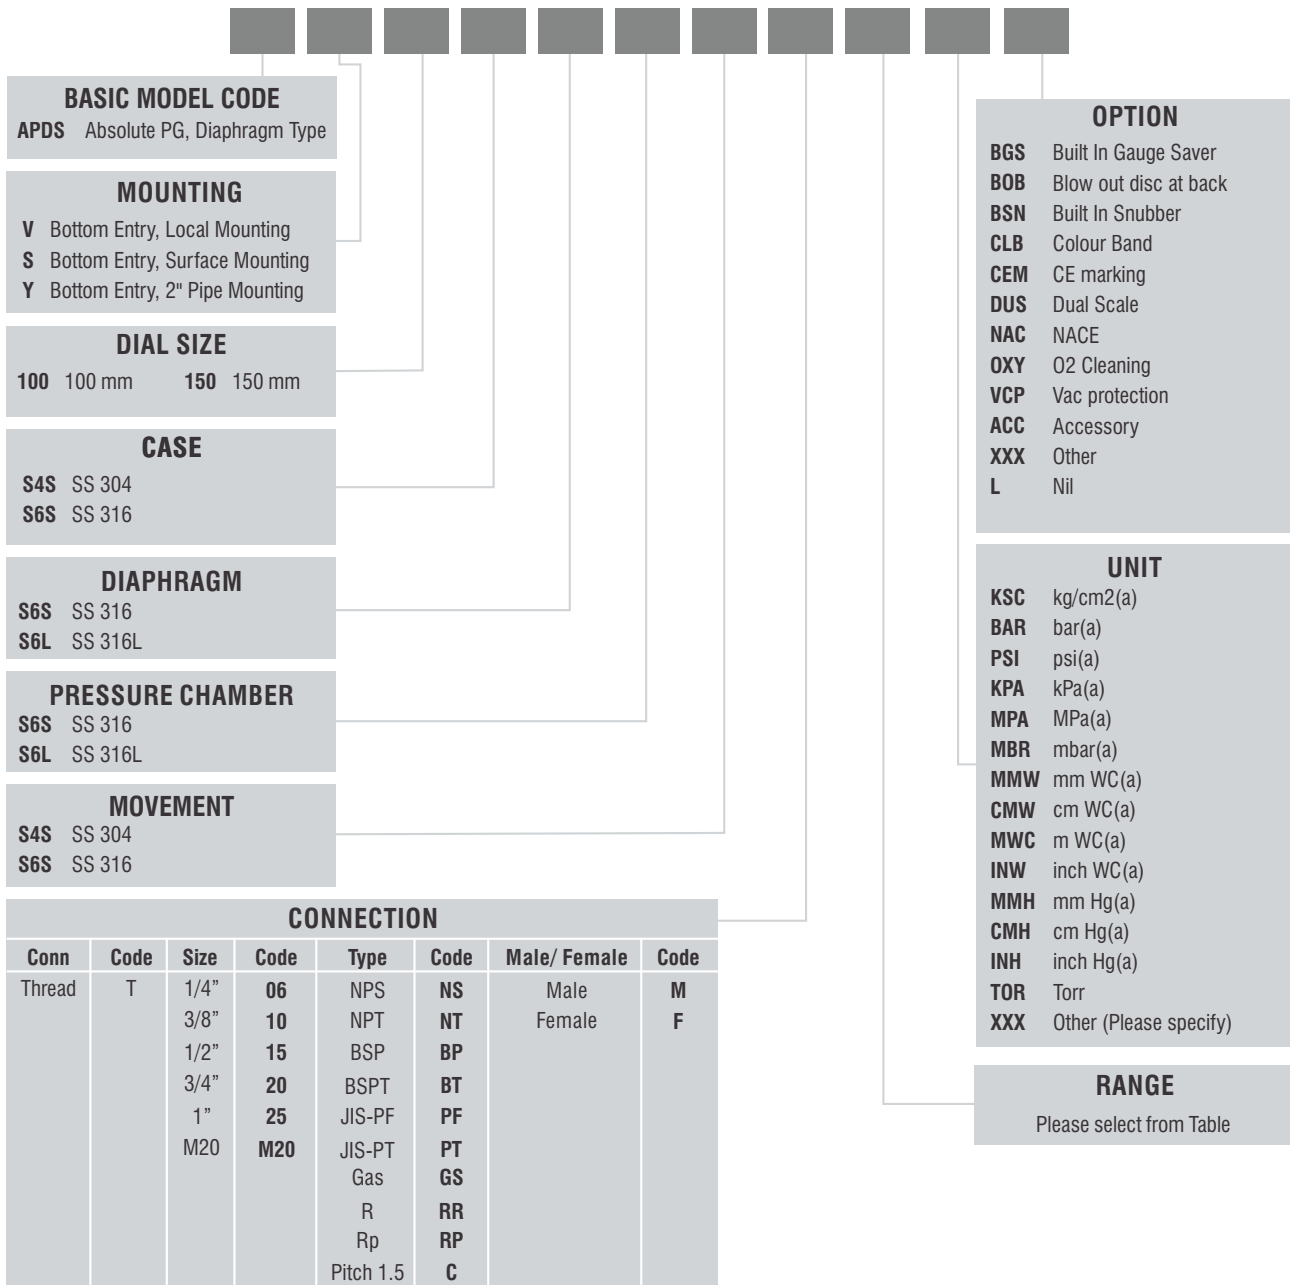 BASIC MODEL CODE
APDS Absolute PG, Diaphragm Type
MOUNTING
V Bottom Entry, Local Mounting
S Bottom Entry, Surface Mounting
Y Bottom Entry, 2" Pipe Mounting
DIAL SIZE
100 100 mm 150 150 mm
CASE
S4S SS 304
S6S SS 316
DIAPHRAGM
S6S SS 316
S6L SS 316L
PRESSURE CHAMBER
S6S SS 316
S6L SS 316L
MOVEMENT
S4S SS 304
S6S SS 316
CONNECTION
Conn Code Size Code Type Code Male/ Female Code
Thread T 1/4” 06 NPS NS Male M
3/8” 10 NPT NT Female F
1/2” 15 BSP BP
3/4” 20 BSPT BT
1” 25 JIS-PF PF
M20 M20 JIS-PT PT
Gas GS
R RR
Rp RP
Pitch 1.5 C
OPTION
BGS Built In Gauge Saver
BOB Blow out disc at back
BSN Built In Snubber
CLB Colour Band
CEM CE marking
DUS Dual Scale
NAC NACE
OXY O2 Cleaning
VCP Vac protection
ACC Accessory
XXX Other
L Nil
UNIT
KSC kg/cm2(a)
BAR bar(a)
PSI psi(a)
KPA kPa(a)
MPA MPa(a)
MBR mbar(a)
MMW mm WC(a)
CMW cm WC(a)
MWC m WC(a)
INW inch WC(a)
MMH mm Hg(a)
CMH cm Hg(a)
INH inch Hg(a)
TOR Torr
XXX Other (Please specify)
RANGE
Please select from Table